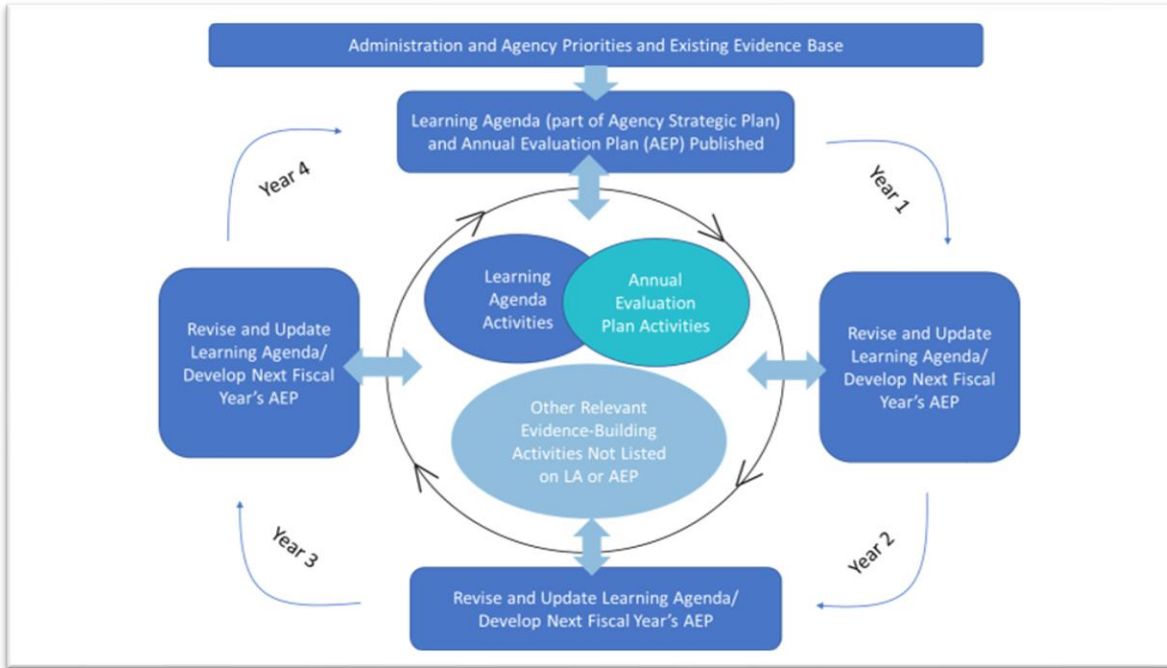 Administration and Agency Priorities and Existing Evidence Base
Learning Agenda (part of Agency Strategic Plan)
and Annual Evaluation Plan (AEP) Published
Year 4
Year 1
Learning
Agenda
Activities
Annual
Evaluation
Plan Activities
Revise and Update
Learning Agenda/
Develop Next Fiscal
Year's AEP
Revise and Update
Learning Agenda/
Develop Next Fiscal
Year's AEP
Other Relevant
Evidence-Building
Activities Not Listed
on LA or AEP
Year 3
Year 2
Revise and Update Learning Agenda/
Develop Next Fiscal Year's AEP